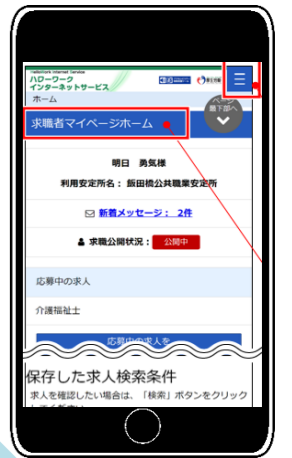 HelloWork Internet Service
ハローワーク
インターネットサービス
ホーム
ページ
最下部へ
求職者マイページホーム
明日 勇気様
利用安定所名： 飯田橋公共職業安定所
新着メッセージ： 2件
求職公開状況： 公開中
応募中の求人
介護福祉士
応募中の求人を
保存した求人検索条件
求人を確認したい場合は、「検索」ボタンをクリック